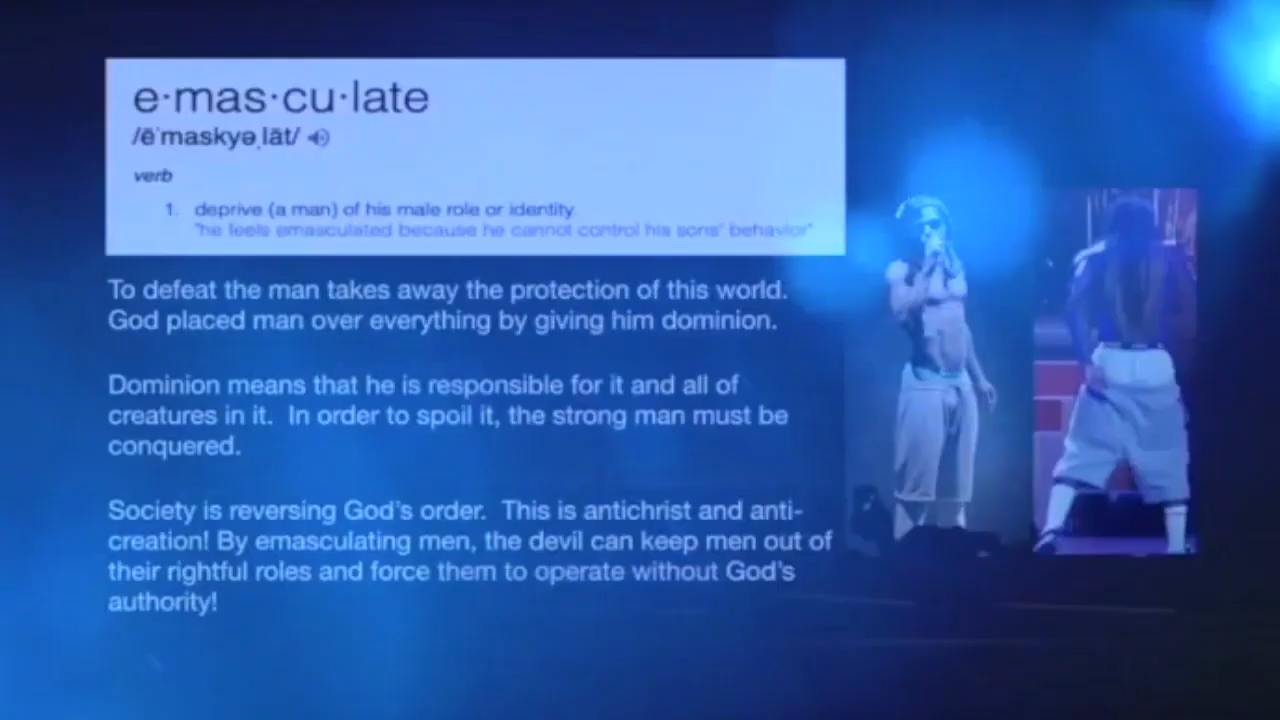 e·mas·cu·late
/ēˈmaskyəˌlāt/
verb
1. deprive (a man) of his male role or identity.
"he feels emasculated because he cannot control his sons' behavior"
To defeat the man takes away the protection of this world.
God placed man over everything by giving him dominion.
Dominion means that he is responsible for it and all of
creatures in it.  In order to spoil it, the strong man must be
conquered.
Society is reversing God's order.  This is antichrist and anti-
creation! By emasculating men, the devil can keep men out of
their rightful roles and force them to operate without God's
authority!